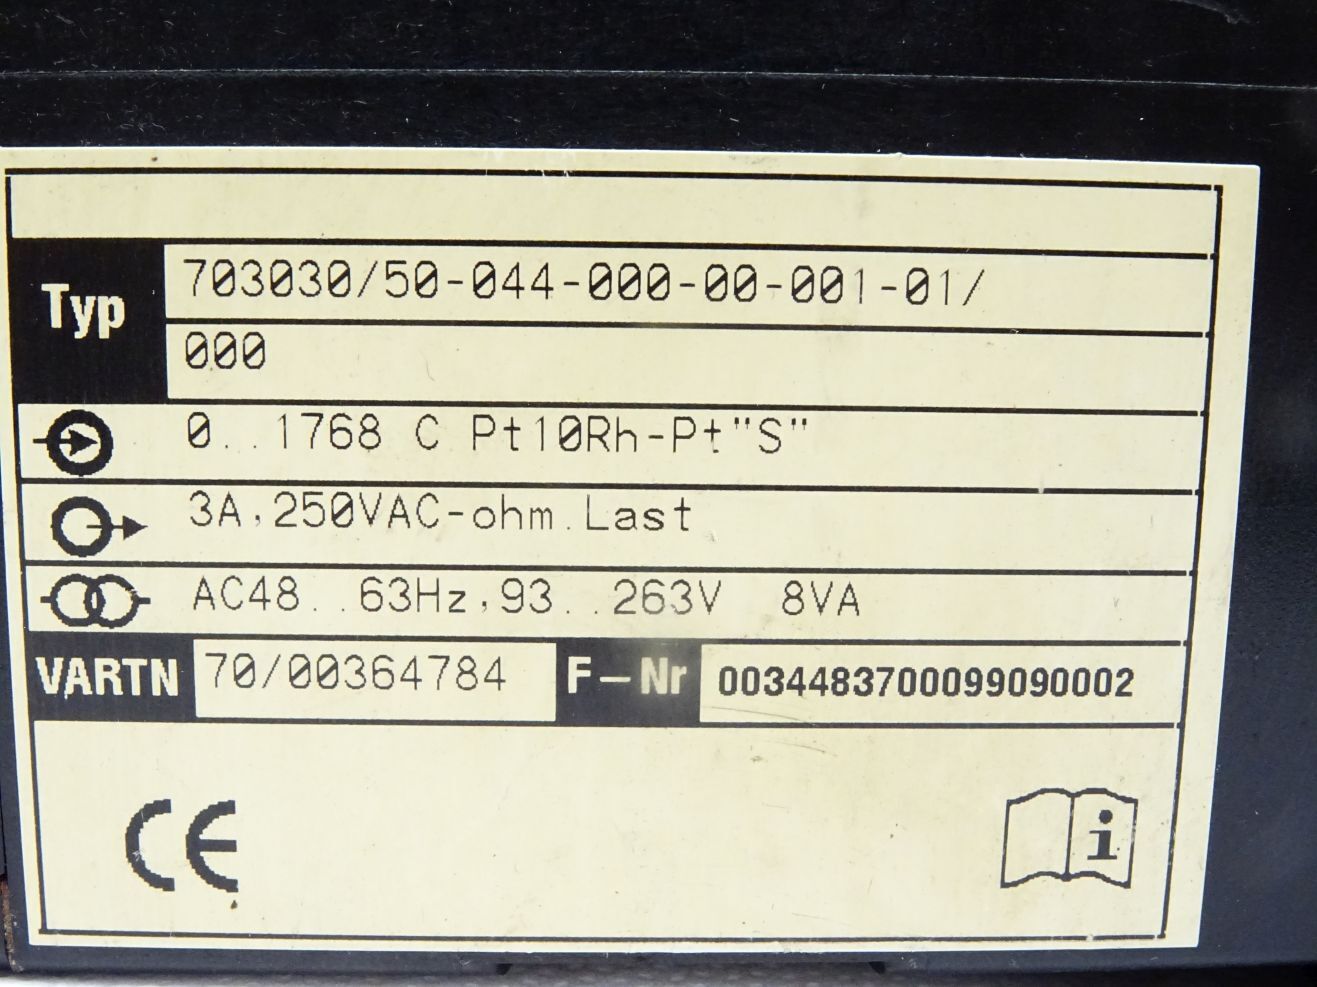 Typ 703030/50-044-000-00-001-01/
000
0..1768 C Pt10Rh-Pt"S"
3A,250VAC-ohm.Last
AC48..63Hz,93..263V 8VA
VARTN 70/00364784 F-Nr 0034483700099090002
CE
i